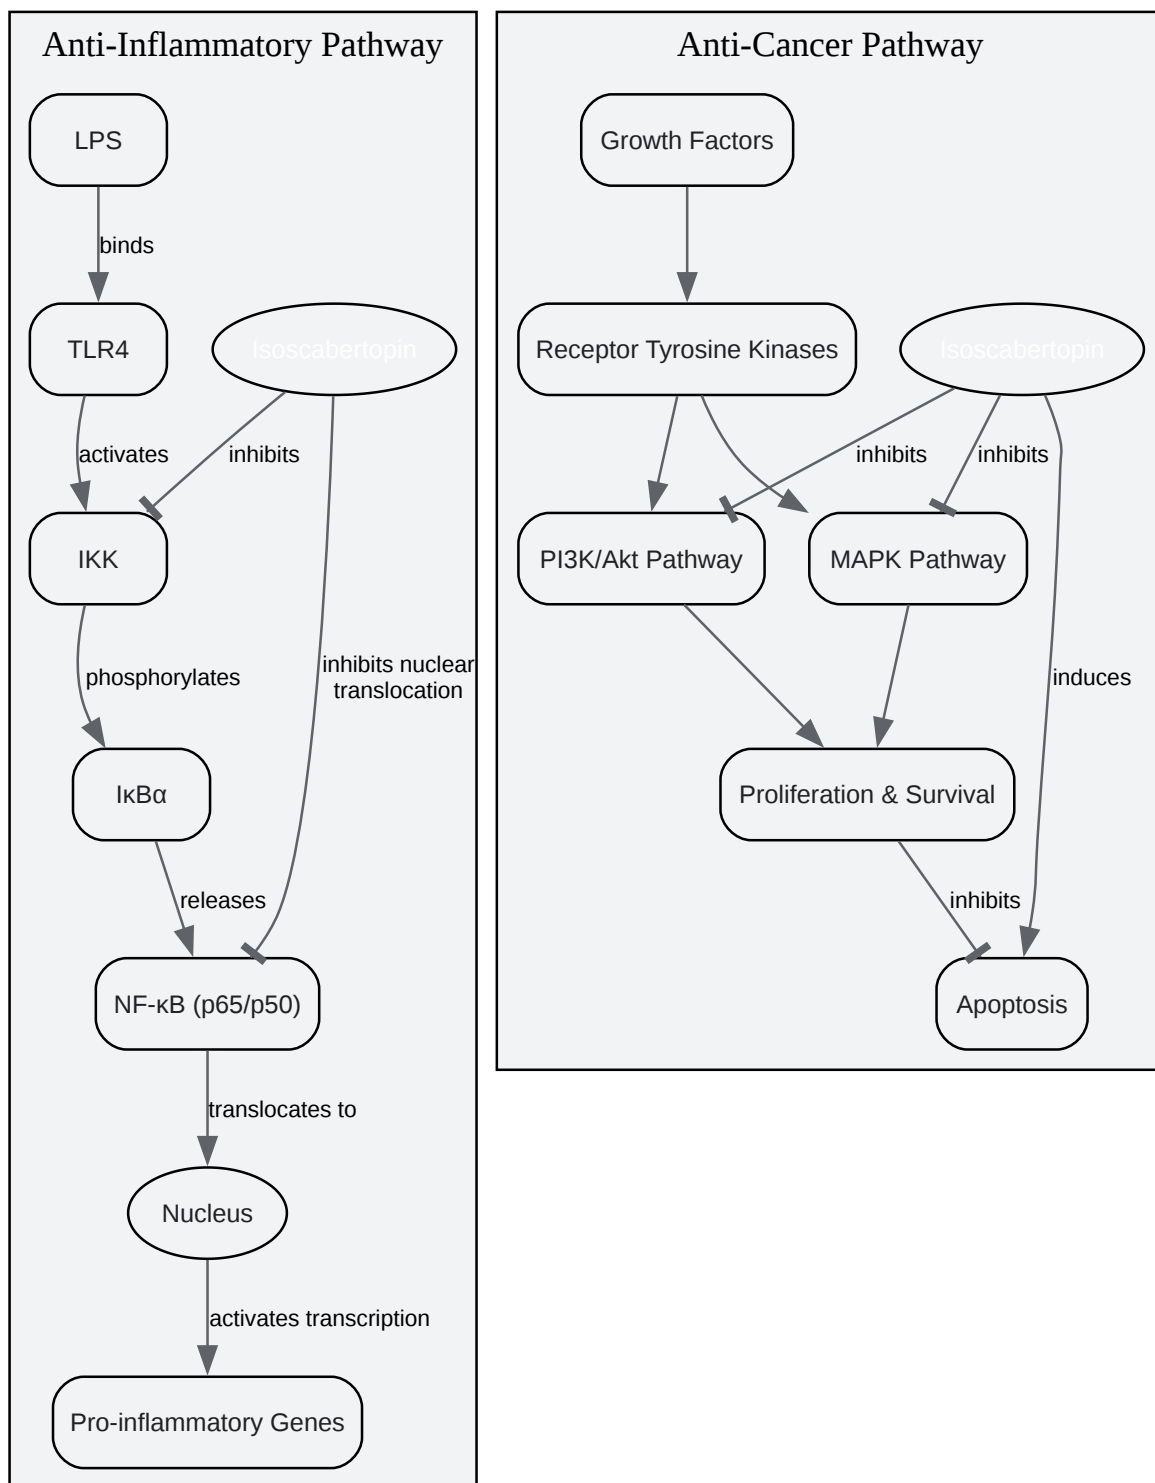 Anti-Inflammatory Pathway
LPS
binds
TLR4
Isoscabertopin
activates
inhibits
IKK
phosphorylates
inhibits nuclear
translocation
IκBα
releases
NF-κB (p65/p50)
translocates to
Nucleus
activates transcription
Pro-inflammatory Genes
Anti-Cancer Pathway
Growth Factors
Receptor Tyrosine Kinases
Isoscabertopin
inhibits
inhibits
PI3K/Akt Pathway
MAPK Pathway
induces
Proliferation & Survival
inhibits
Apoptosis